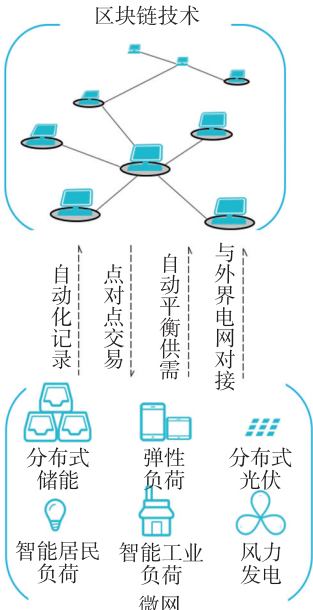 区块链技术
自动化记录
点对点交易
自动平衡供需
与外界电网对接
分布式
储能
弹性
负荷
分布式
光伏
智能居民
负荷
智能工业
负荷
风力
发电
微网